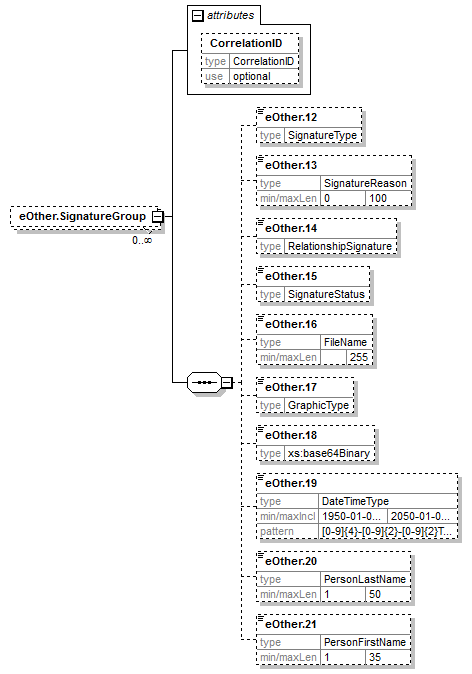 attributes
CorrelationID
type CorrelationID
use optional
eOther.12
type SignatureType
eOther.13
type SignatureReason
min/maxLen 0 100
eOther.SignatureGroup
0..∞
eOther.14
type RelationshipSignature
eOther.15
type SignatureStatus
eOther.16
type FileName
min/maxLen 255
eOther.17
type GraphicType
eOther.18
type xs:base64Binary
eOther.19
type DateTimeType
min/maxIncl 1950-01-0... 2050-01-0...
pattern [0-9]{4}-[0-9]{2}-[0-9]{2}T...
eOther.20
type PersonLastName
min/maxLen 1 50
eOther.21
type PersonFirstName
min/maxLen 1 35